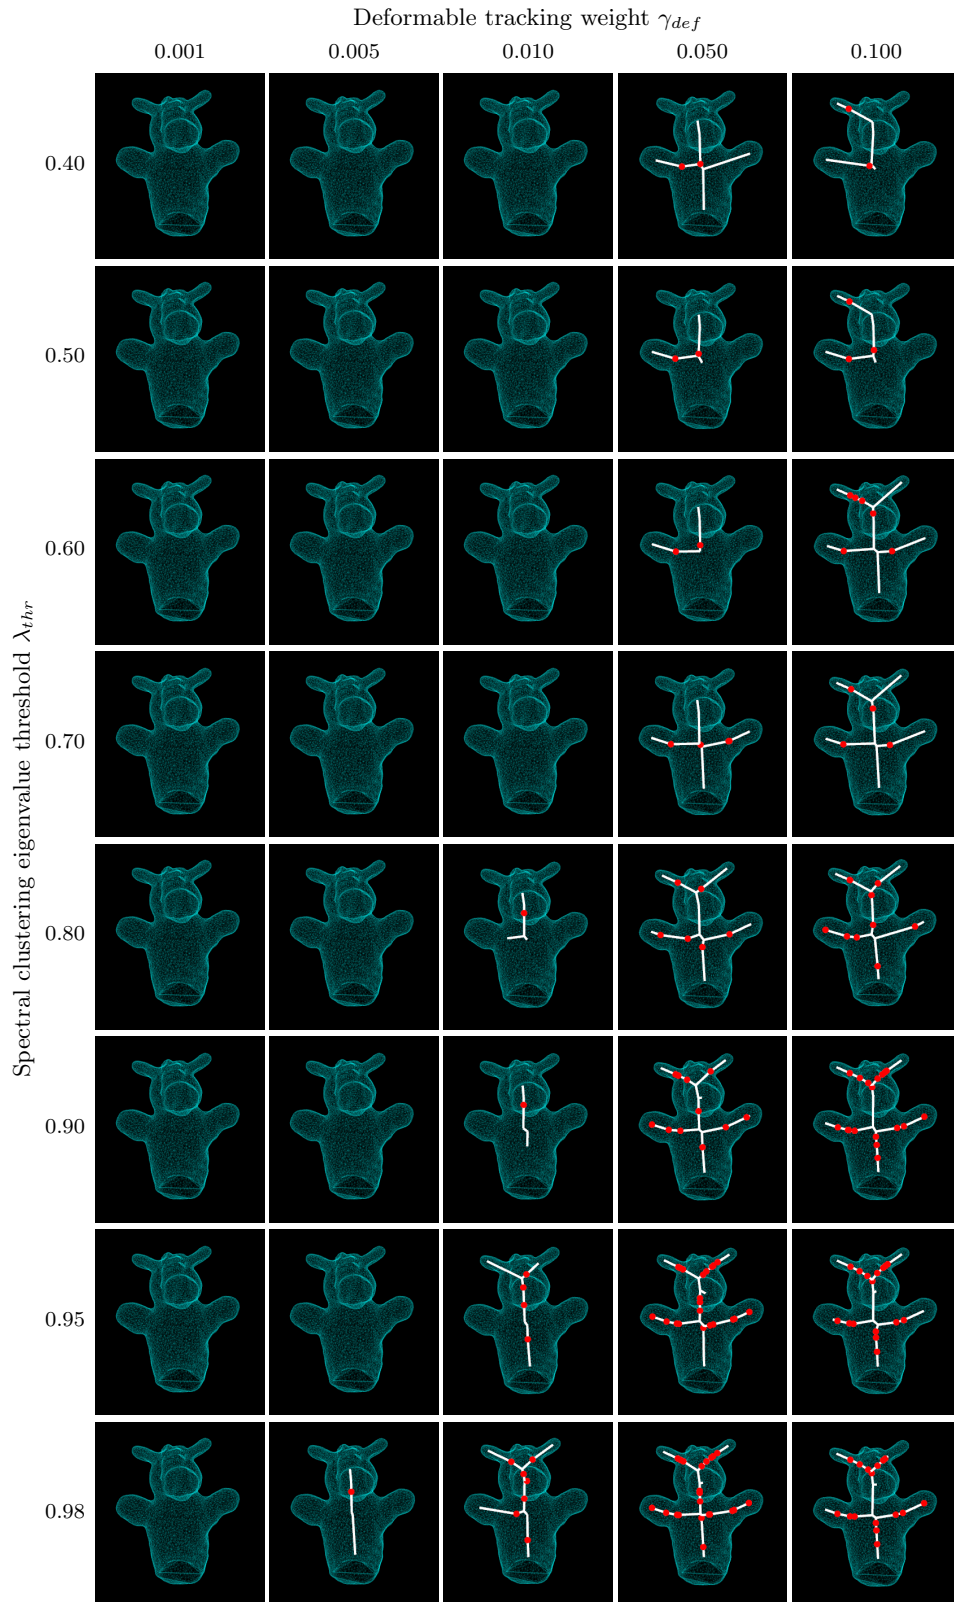 Deformable tracking weight γdef
0.001 0.005 0.010 0.050 0.100
Spectral clustering eigenvalue threshold λthr
0.40
0.50
0.60
0.70
0.80
0.90
0.95
0.98